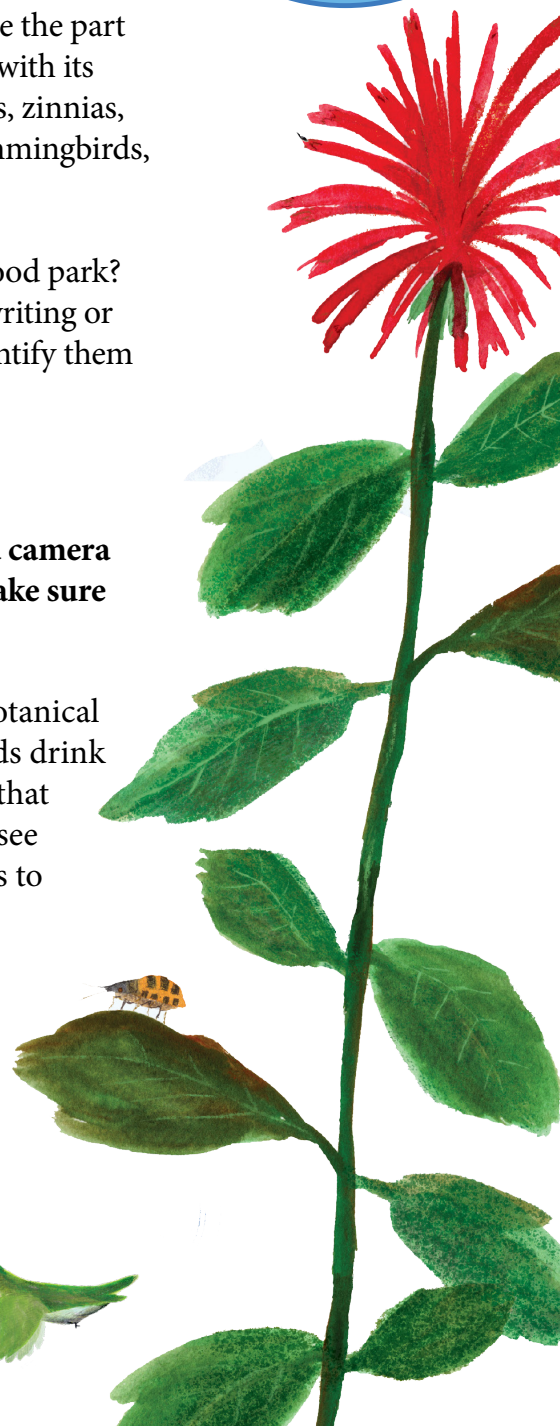 e the part
with its
s, zinnias,
mmingbirds,
ood park?
riting or
ntify them
camera
ake sure
otanical
ds drink
that
see
s to